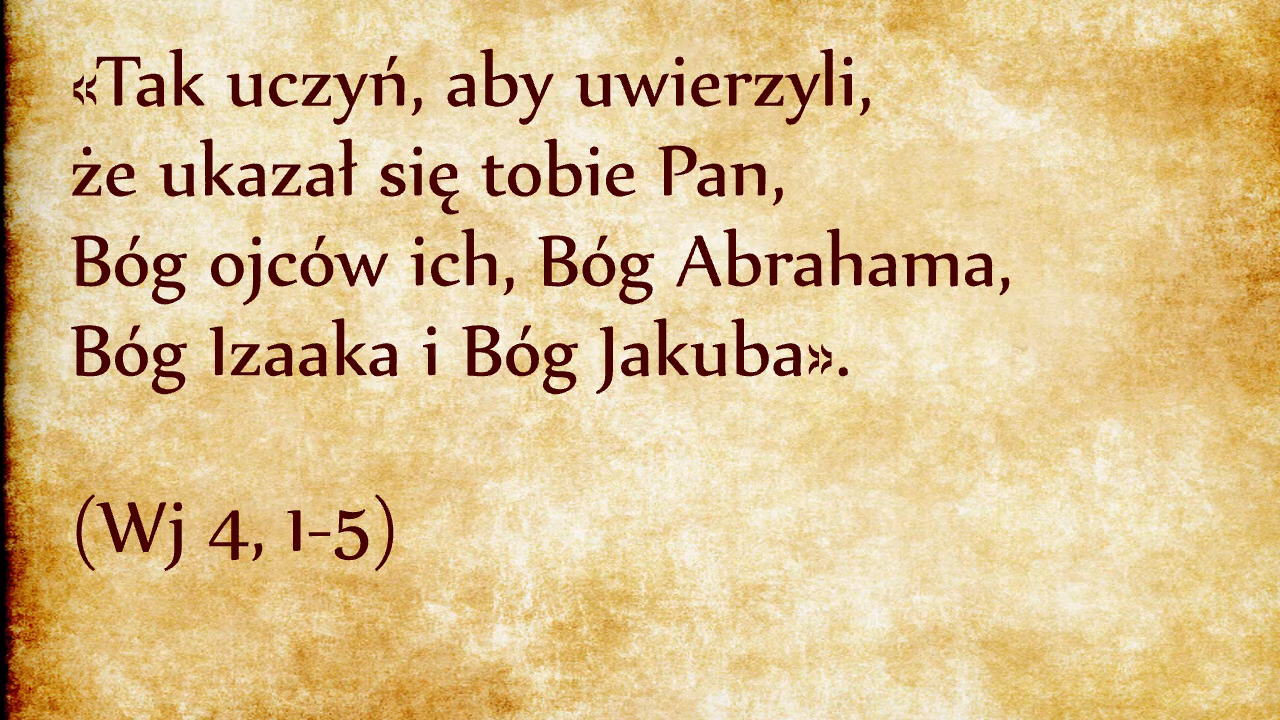 «Tak uczyń, aby uwierzyli,
że ukazał się tobie Pan,
Bóg ojców ich, Bóg Abrahama,
Bóg Izaaka i Bóg Jakuba».
(Wj 4, 1-5)